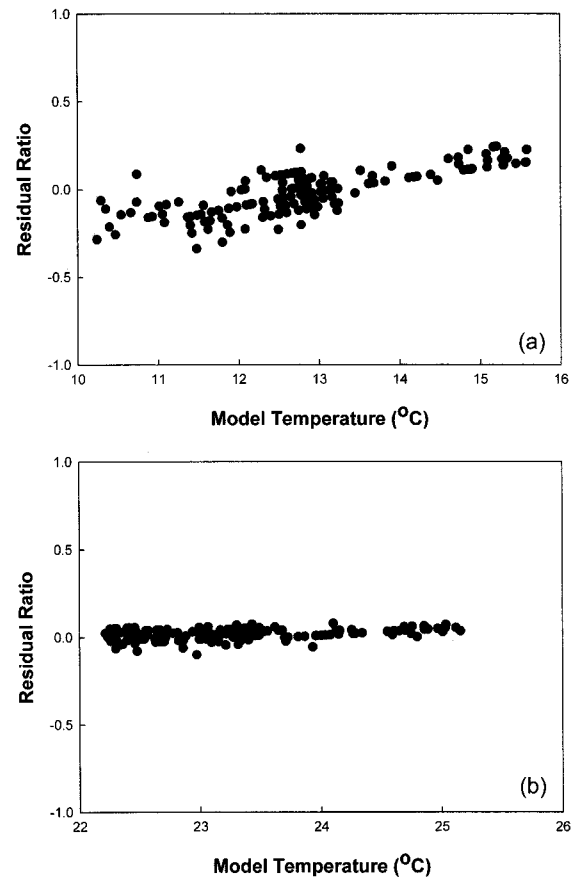 1.0
0.5
0.0
-0.5
-1.0
Residual Ratio
(a)
10 11 12 13 14 15 16
Model Temperature (°C)
1.0
0.5
0.0
-0.5
-1.0
Residual Ratio
(b)
22 23 24 25 26
Model Temperature (°C)